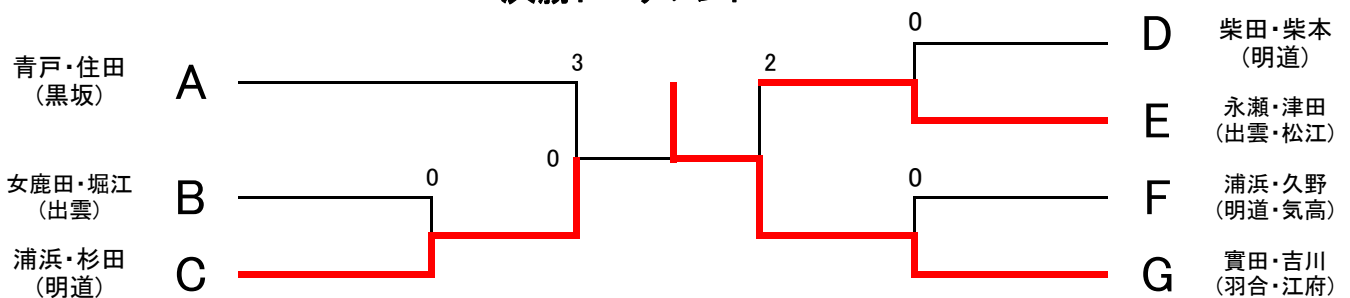 青戸・住田
(黒坂)
A
女鹿田・堀江
(出雲)
B
浦浜・杉田
(明道)
C
3
0
0
2
0
0
D
柴田・柴本
(明道)
E
永瀬・津田
(出雲・松江)
F
浦浜・久野
(明道・気高)
G
實田・吉川
(羽合・江府)